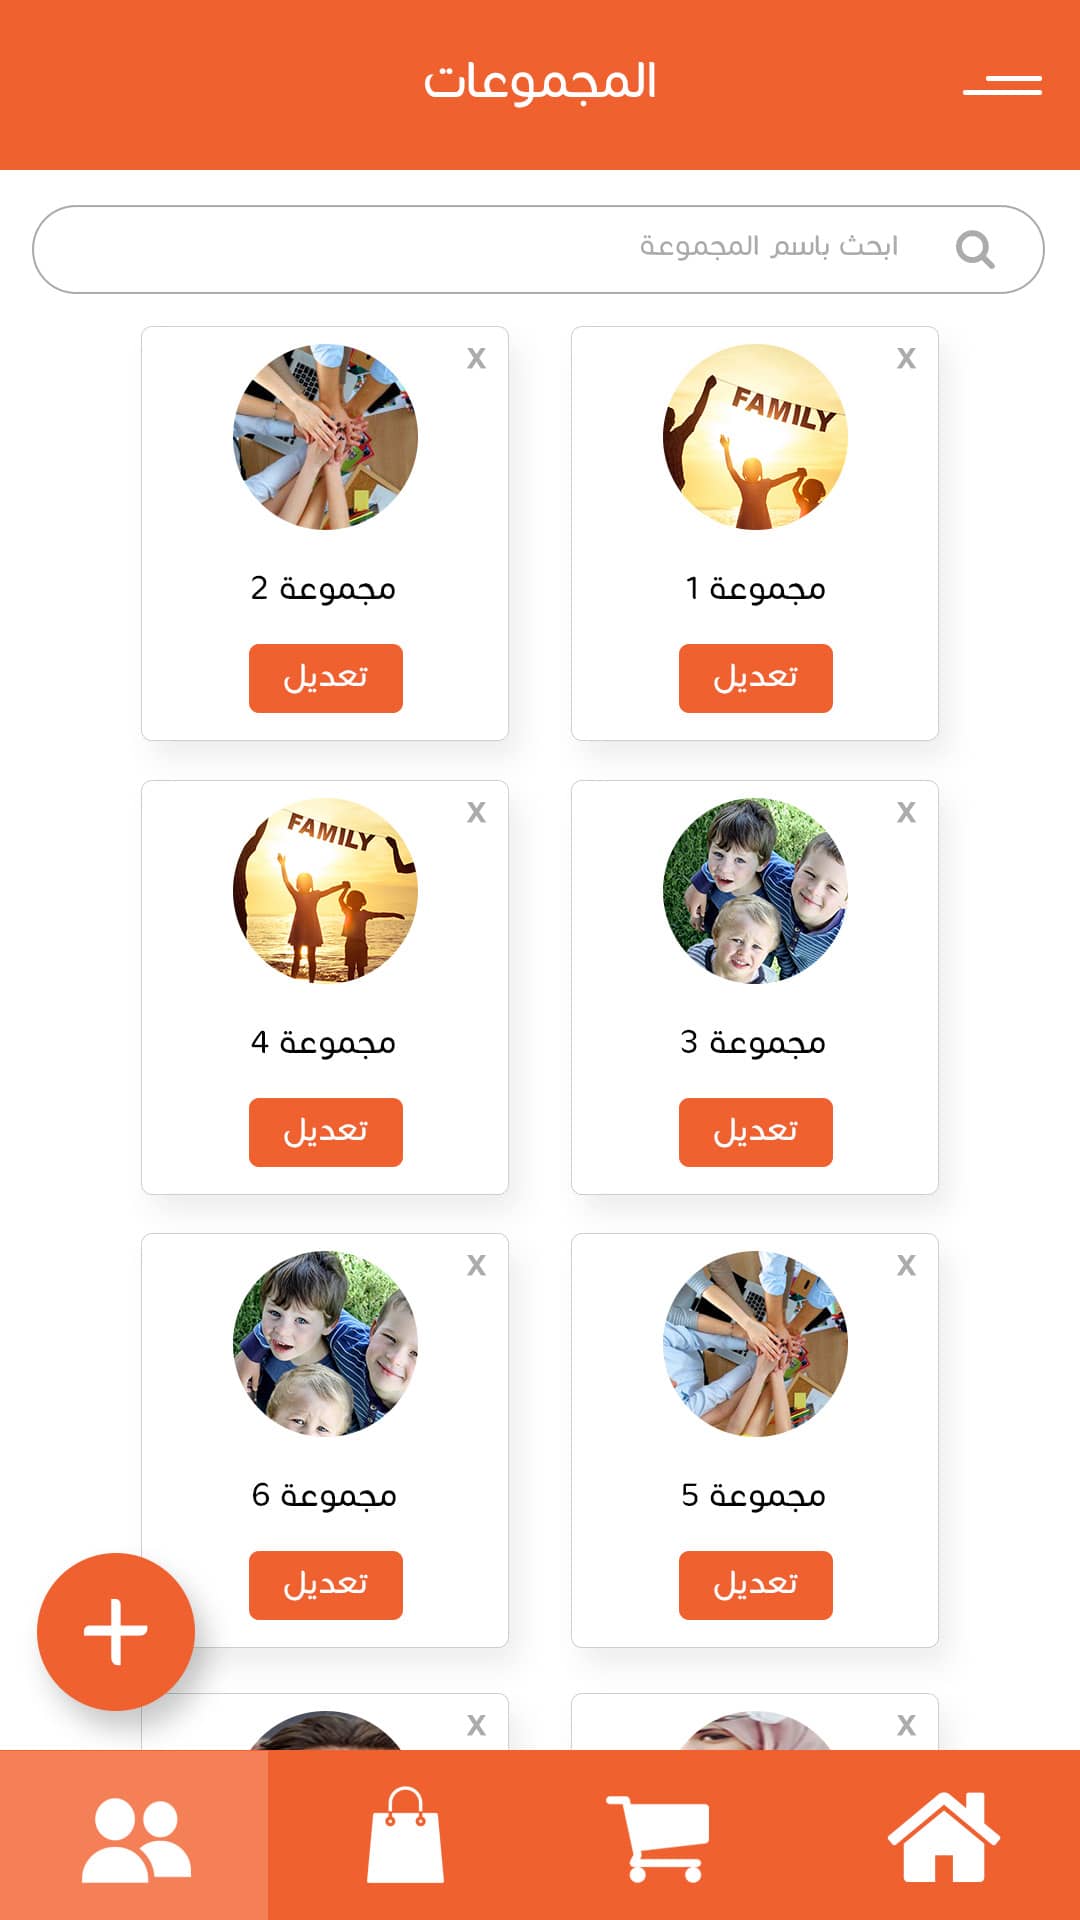 المجموعات
ابحث باسم المجموعة
X
FAMILY
مجموعة 1
تعديل
X
مجموعة 2
تعديل
X
مجموعة 3
تعديل
X
FAMILY
مجموعة 4
تعديل
X
مجموعة 5
تعديل
X
مجموعة 6
تعديل
X
X